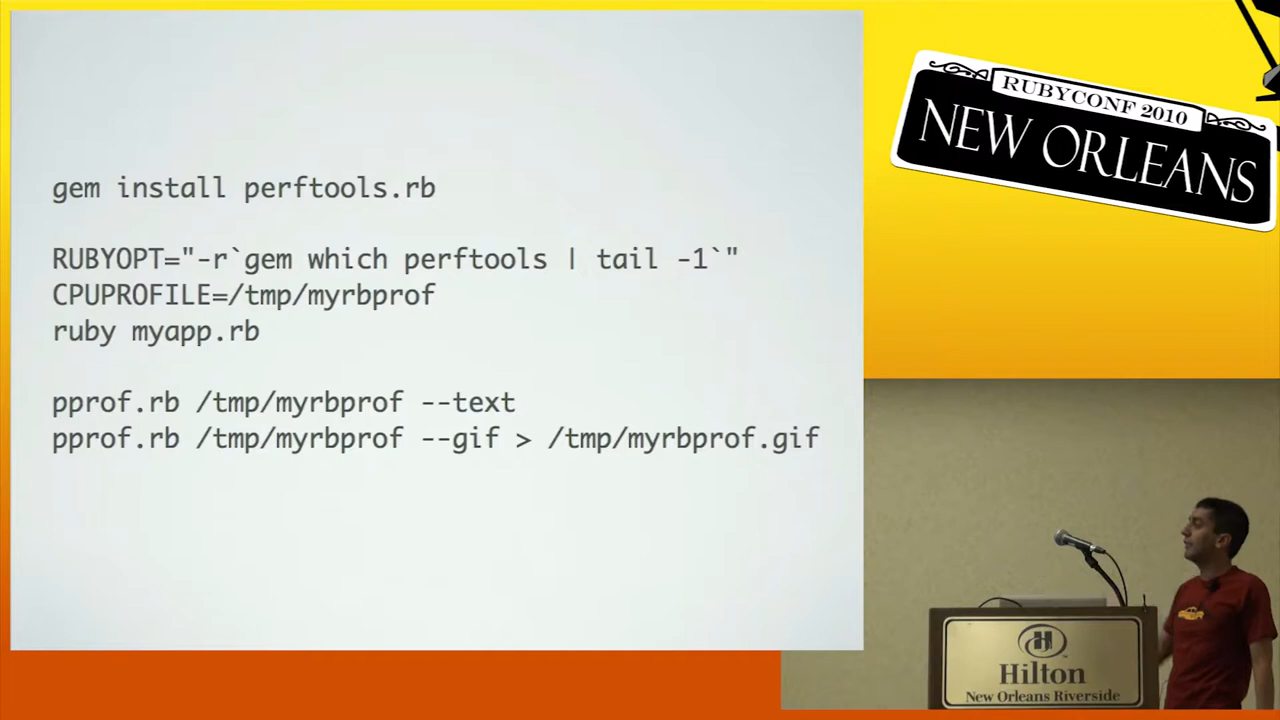 gem install perftools.rb
RUBYOPT="-r`gem which perftools | tail -1`"
CPUPROFILE=/tmp/myrbprof
ruby myapp.rb
pprof.rb /tmp/myrbprof --text
pprof.rb /tmp/myrbprof --gif > /tmp/myrbprof.gif
RUBYCONF 2010
NEW ORLEANS
H
Hilton
New Orleans Riverside